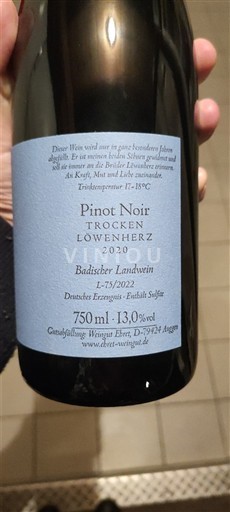 Dieser Wein wird nur in ganz besonderen Jahren
abgefüllt. Er ist meinen beiden Söhnen gewidmet und
soll sie immer an die Brüder Löwenherz erinnern.
An Kraft, Mut und Liebe zueinander.
Trinktemperatur 17-18°C
Pinot Noir
TROCKEN
LÖWENHERZ
2020
VINIOU
Badischer Landwein
L-75/2022
Deutsches Erzeugnis · Enthält Sulfite
750 ml · 13,0%vol
Gutsabfüllung: Weingut Ehret, D-79424 Auggen
www.ehret-weingut.de